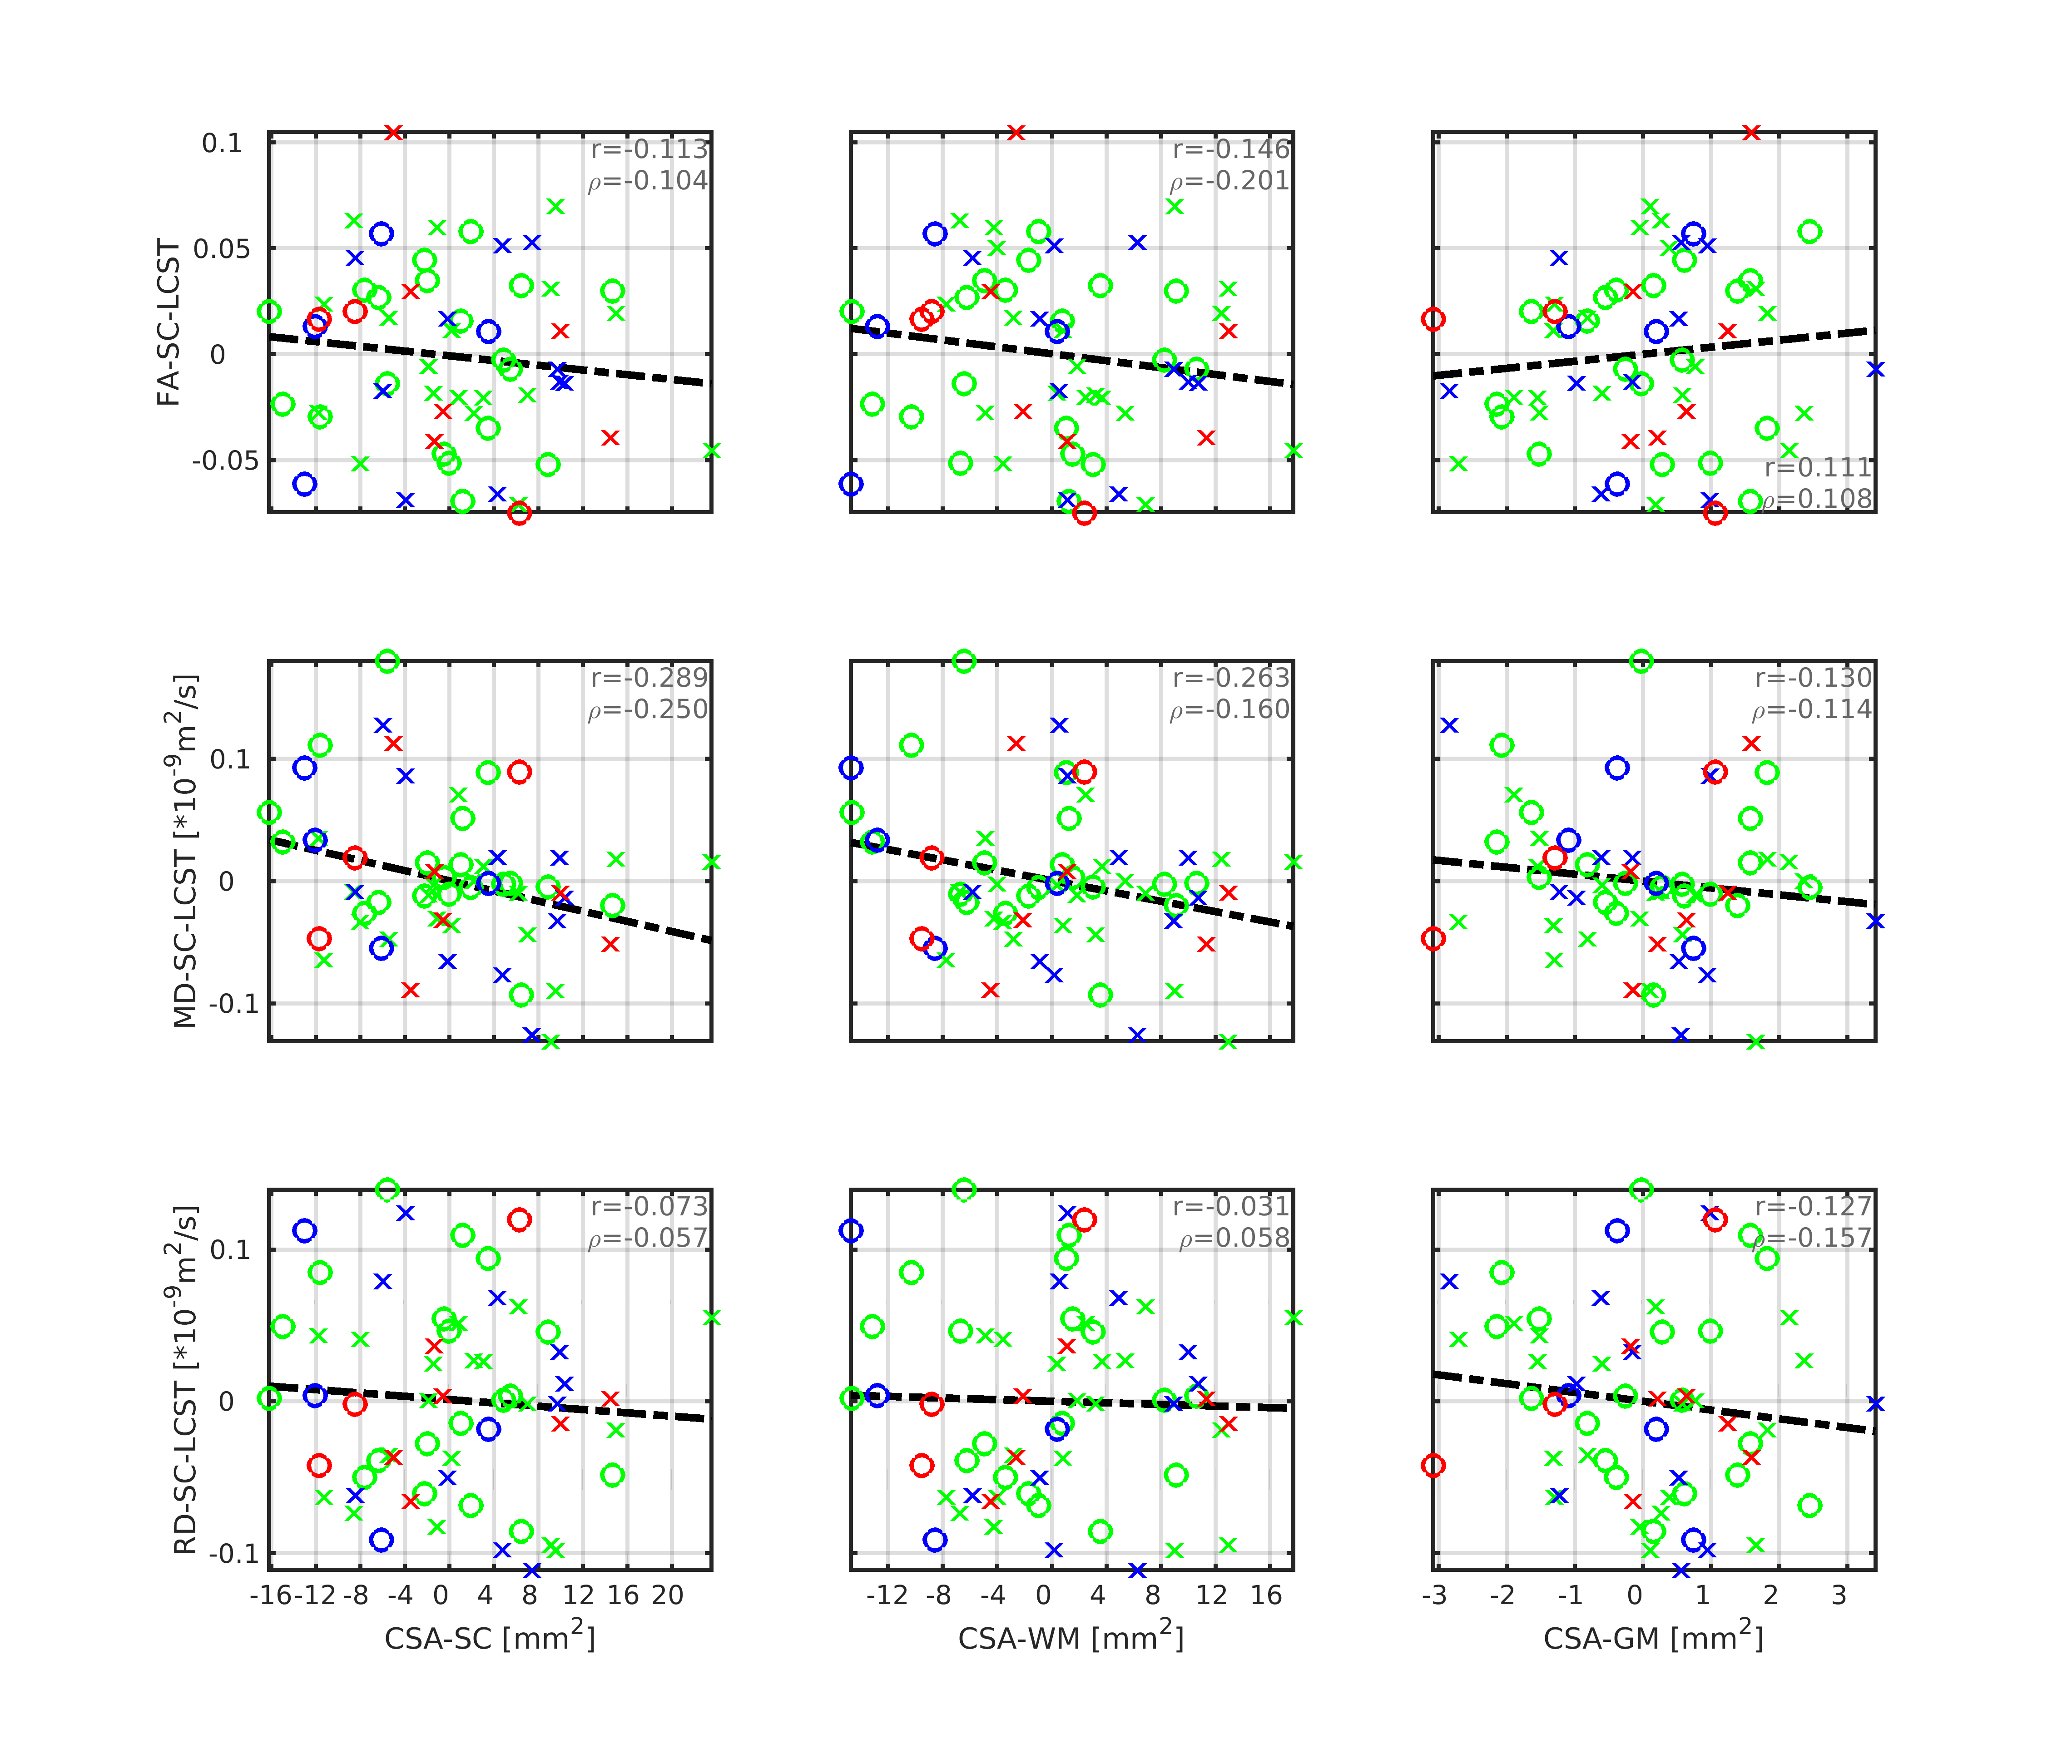 FA-SC-LCST
0.1
0.05
0
-0.05
r=-0.113
ρ=-0.104
r=-0.146
ρ=-0.201
r=0.111
ρ=0.108
MD-SC-LCST [*10⁻⁹m²/s]
0.1
0
-0.1
r=-0.289
ρ=-0.250
r=-0.263
ρ=-0.160
r=-0.130
ρ=-0.114
RD-SC-LCST [*10⁻⁹m²/s]
0.1
0
-0.1
r=-0.073
ρ=-0.057
r=-0.031
ρ=0.058
r=-0.127
ρ=-0.157
-16 -12 -8 -4 0 4 8 12 16 20
CSA-SC [mm²]
-12 -8 -4 0 4 8 12 16
CSA-WM [mm²]
-3 -2 -1 0 1 2 3
CSA-GM [mm²]